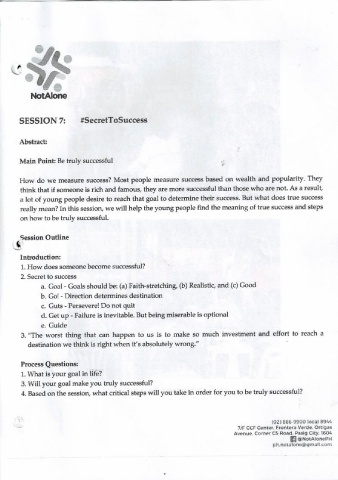 NotAlone
SESSION 7: #SecretToSuccess
Abstract:
Main Point: Be truly successful
How do we measure success? Most people measure success based on wealth and popularity. They
think that if someone is rich and famous, they are more successful than those who are not. As a result,
a lot of young people desire to reach that goal to determine their success. But what does true success
really mean? In this session, we will help the young people find the meaning of true success and steps
on how to be truly successful.
Session Outline
Introduction:
1. How does someone become successful?
2. Secret to success
a. Goal - Goals should be: (a) Faith-stretching, (b) Realistic, and (c) Good
b. Go! - Direction determines destination
c. Guts - Persevere! Do not quit
d. Get up - Failure is inevitable. But being miserable is optional
e. Guide
3. "The worst thing that can happen to us is to make so much investment and effort to reach a
destination we think is right when it's absolutely wrong."
Process Questions:
1. What is your goal in life?
3. Will your goal make you truly successful?
4. Based on the session, what critical steps will you take in order for you to be truly successful?
(02) 866 9900 local
7/F CCF Center, Frontera Verde, Ortigas
Avenue, Corner C5 Road, Pasig City, 1604
@NotAlonePH
ph.notalone@gmail.com